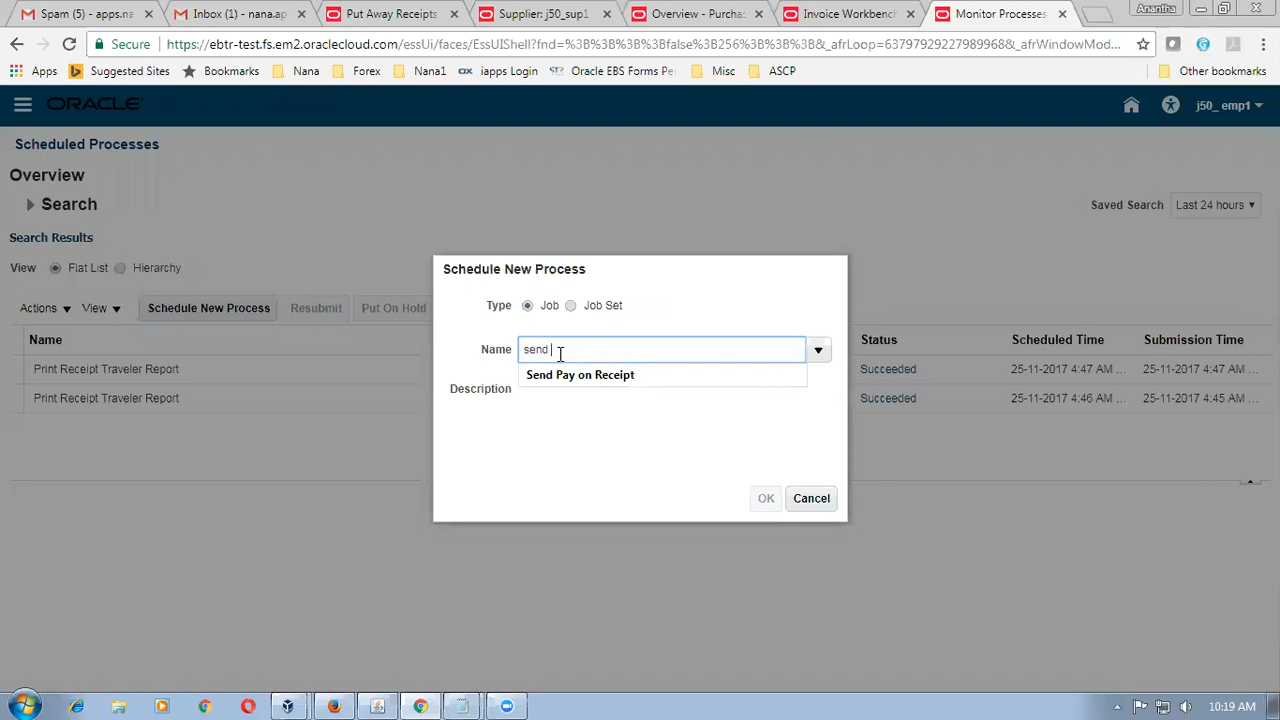 Spam (5) - nana.ap
Inbox (1) - nana.ap
Put Away Receipts
Supplier: j50_sup1
Overview - Purcha
Invoice Workbenc
Monitor Processes
Anantha
Secure https://ebtr-test.fs.em2.oraclecloud.com/essUi/faces/EssUIShell?fnd=%3B%3B%3B%3Bfalse%3B256%3B%3B%3B&_afrLoop=63797929227989968&_afrWindowMod...
Apps Suggested Sites Bookmarks Nana Forex Nana1 iapps Login Oracle EBS Forms Per Misc ASCP Other bookmarks
ORACLE j50_ emp1
Scheduled Processes
Overview
Search Saved Search Last 24 hours
Search Results
View Flat List Hierarchy
Actions View Schedule New Process Resubmit Put On Hold
Name Status Scheduled Time Submission Time
Print Receipt Traveler Report Succeeded 25-11-2017 4:47 AM ... 25-11-2017 4:47 AM ...
Print Receipt Traveler Report Succeeded 25-11-2017 4:46 AM ... 25-11-2017 4:45 AM ...
Schedule New Process
Type Job Job Set
Name send
Send Pay on Receipt
Description
OK Cancel
10:19 AM